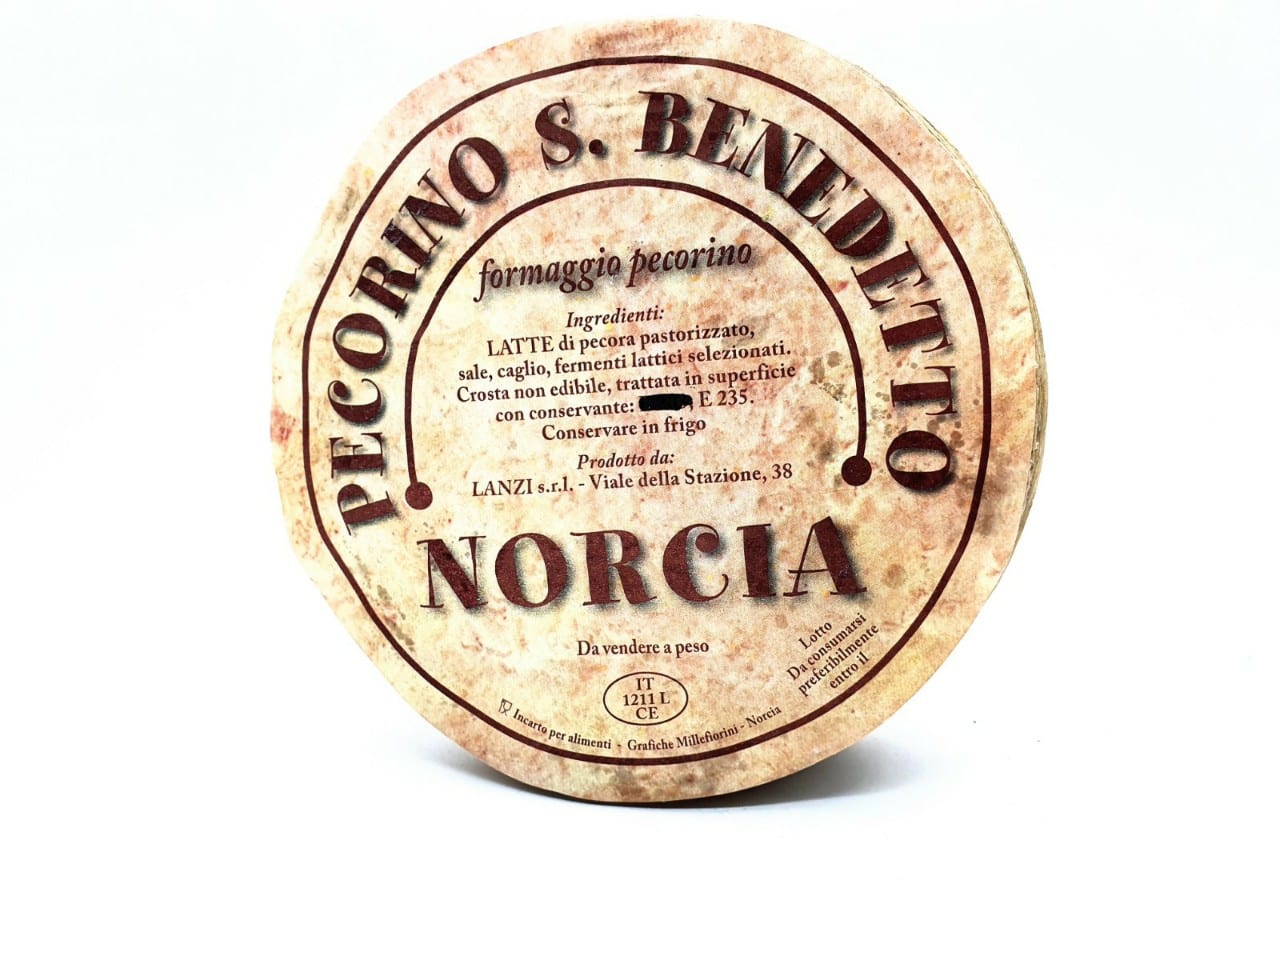 PECORINO S. BENEDETTO
formaggio pecorino
Ingredienti:
LATTE di pecora pastorizzato,
sale, caglio, fermenti lattici selezionati.
Crosta non edibile, trattata in superficie
con conservante: , E 235.
Conservare in frigo
Prodotto da:
LANZI s.r.l. - Viale della Stazione, 38
NORCIA
Da vendere a peso
Lotto
Da consumarsi
preferibilmente
entro il
IT
1211 L
CE
Incarto per alimenti - Grafiche Millefiorini - Norcia